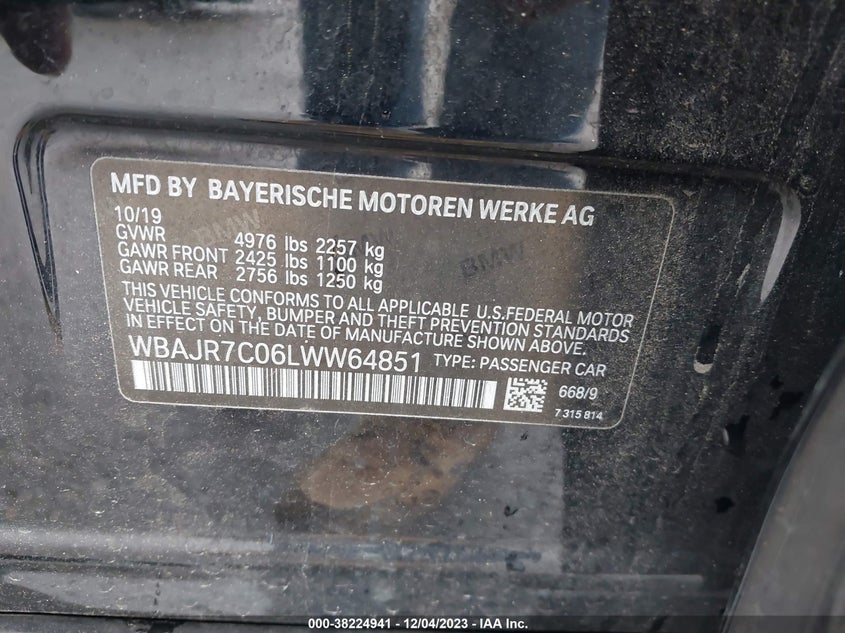 MFD BY BAYERISCHE MOTOREN WERKE AG
10/19
GVWR 4976 lbs 2257 kg
GAWR FRONT 2425 lbs 1100 kg
GAWR REAR 2756 lbs 1250 kg
THIS VEHICLE CONFORMS TO ALL APPLICABLE U.S.FEDERAL MOTOR
VEHICLE SAFETY, BUMPER AND THEFT PREVENTION STANDARDS
IN EFFECT ON THE DATE OF MANUFACTURE SHOWN ABOVE.
WBAJR7C06LWW64851 TYPE: PASSENGER CAR
668/9
7 315 814
BMW
BMW
BMW
000-38224941 - 12/04/2023 - IAA Inc.